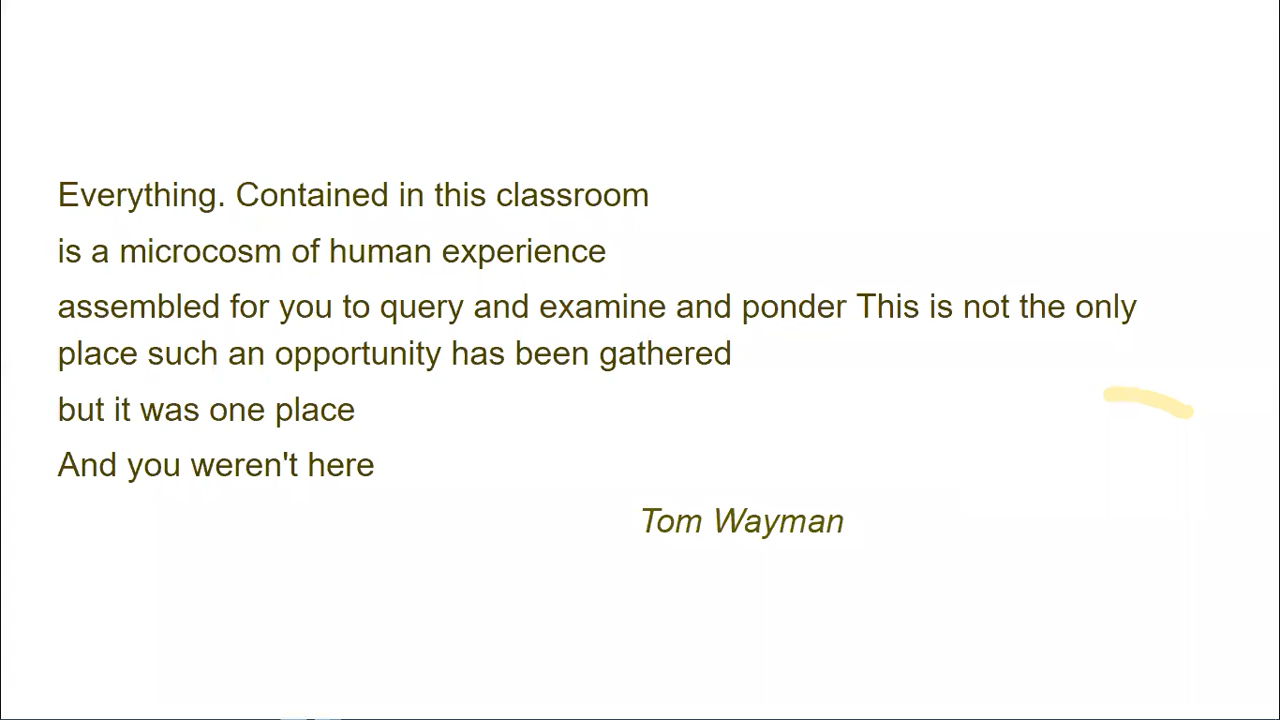 Everything. Contained in this classroom
is a microcosm of human experience
assembled for you to query and examine and ponder This is not the only
place such an opportunity has been gathered
but it was one place
And you weren't here
Tom Wayman